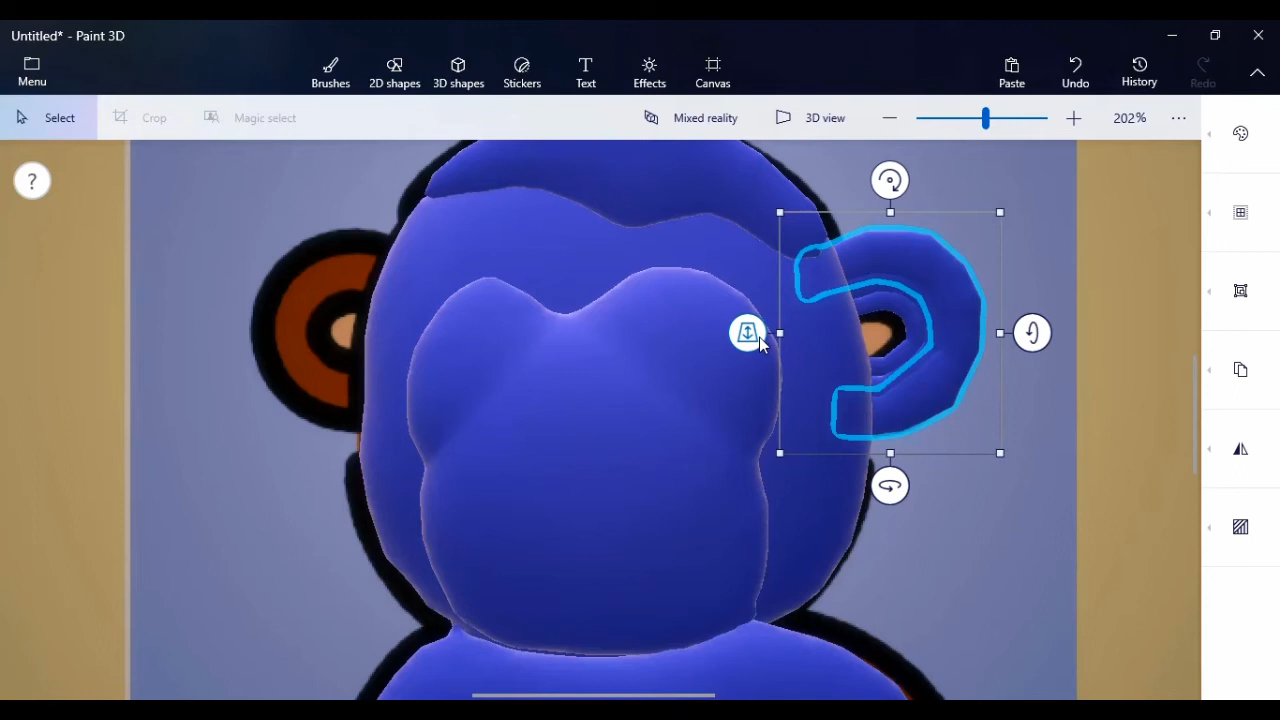 Untitled* - Paint 3D
Menu
Brushes
2D shapes
3D shapes
Stickers
Text
Effects
Canvas
Paste
Undo
History
Redo
Select
Crop
Magic select
Mixed reality
3D view
202%
?